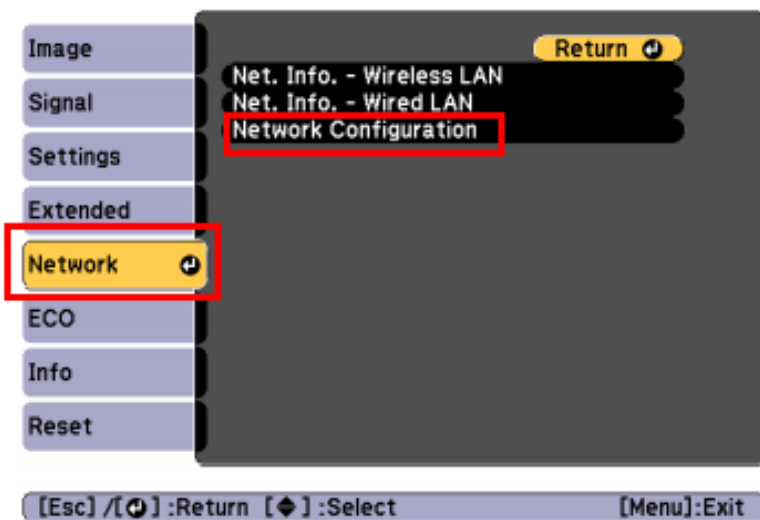 Image
Signal
Settings
Extended
Network
ECO
Info
Reset
Return
Net. Info. - Wireless LAN
Net. Info. - Wired LAN
Network Configuration
[Esc] /[ ] :Return [ ] :Select [Menu]:Exit